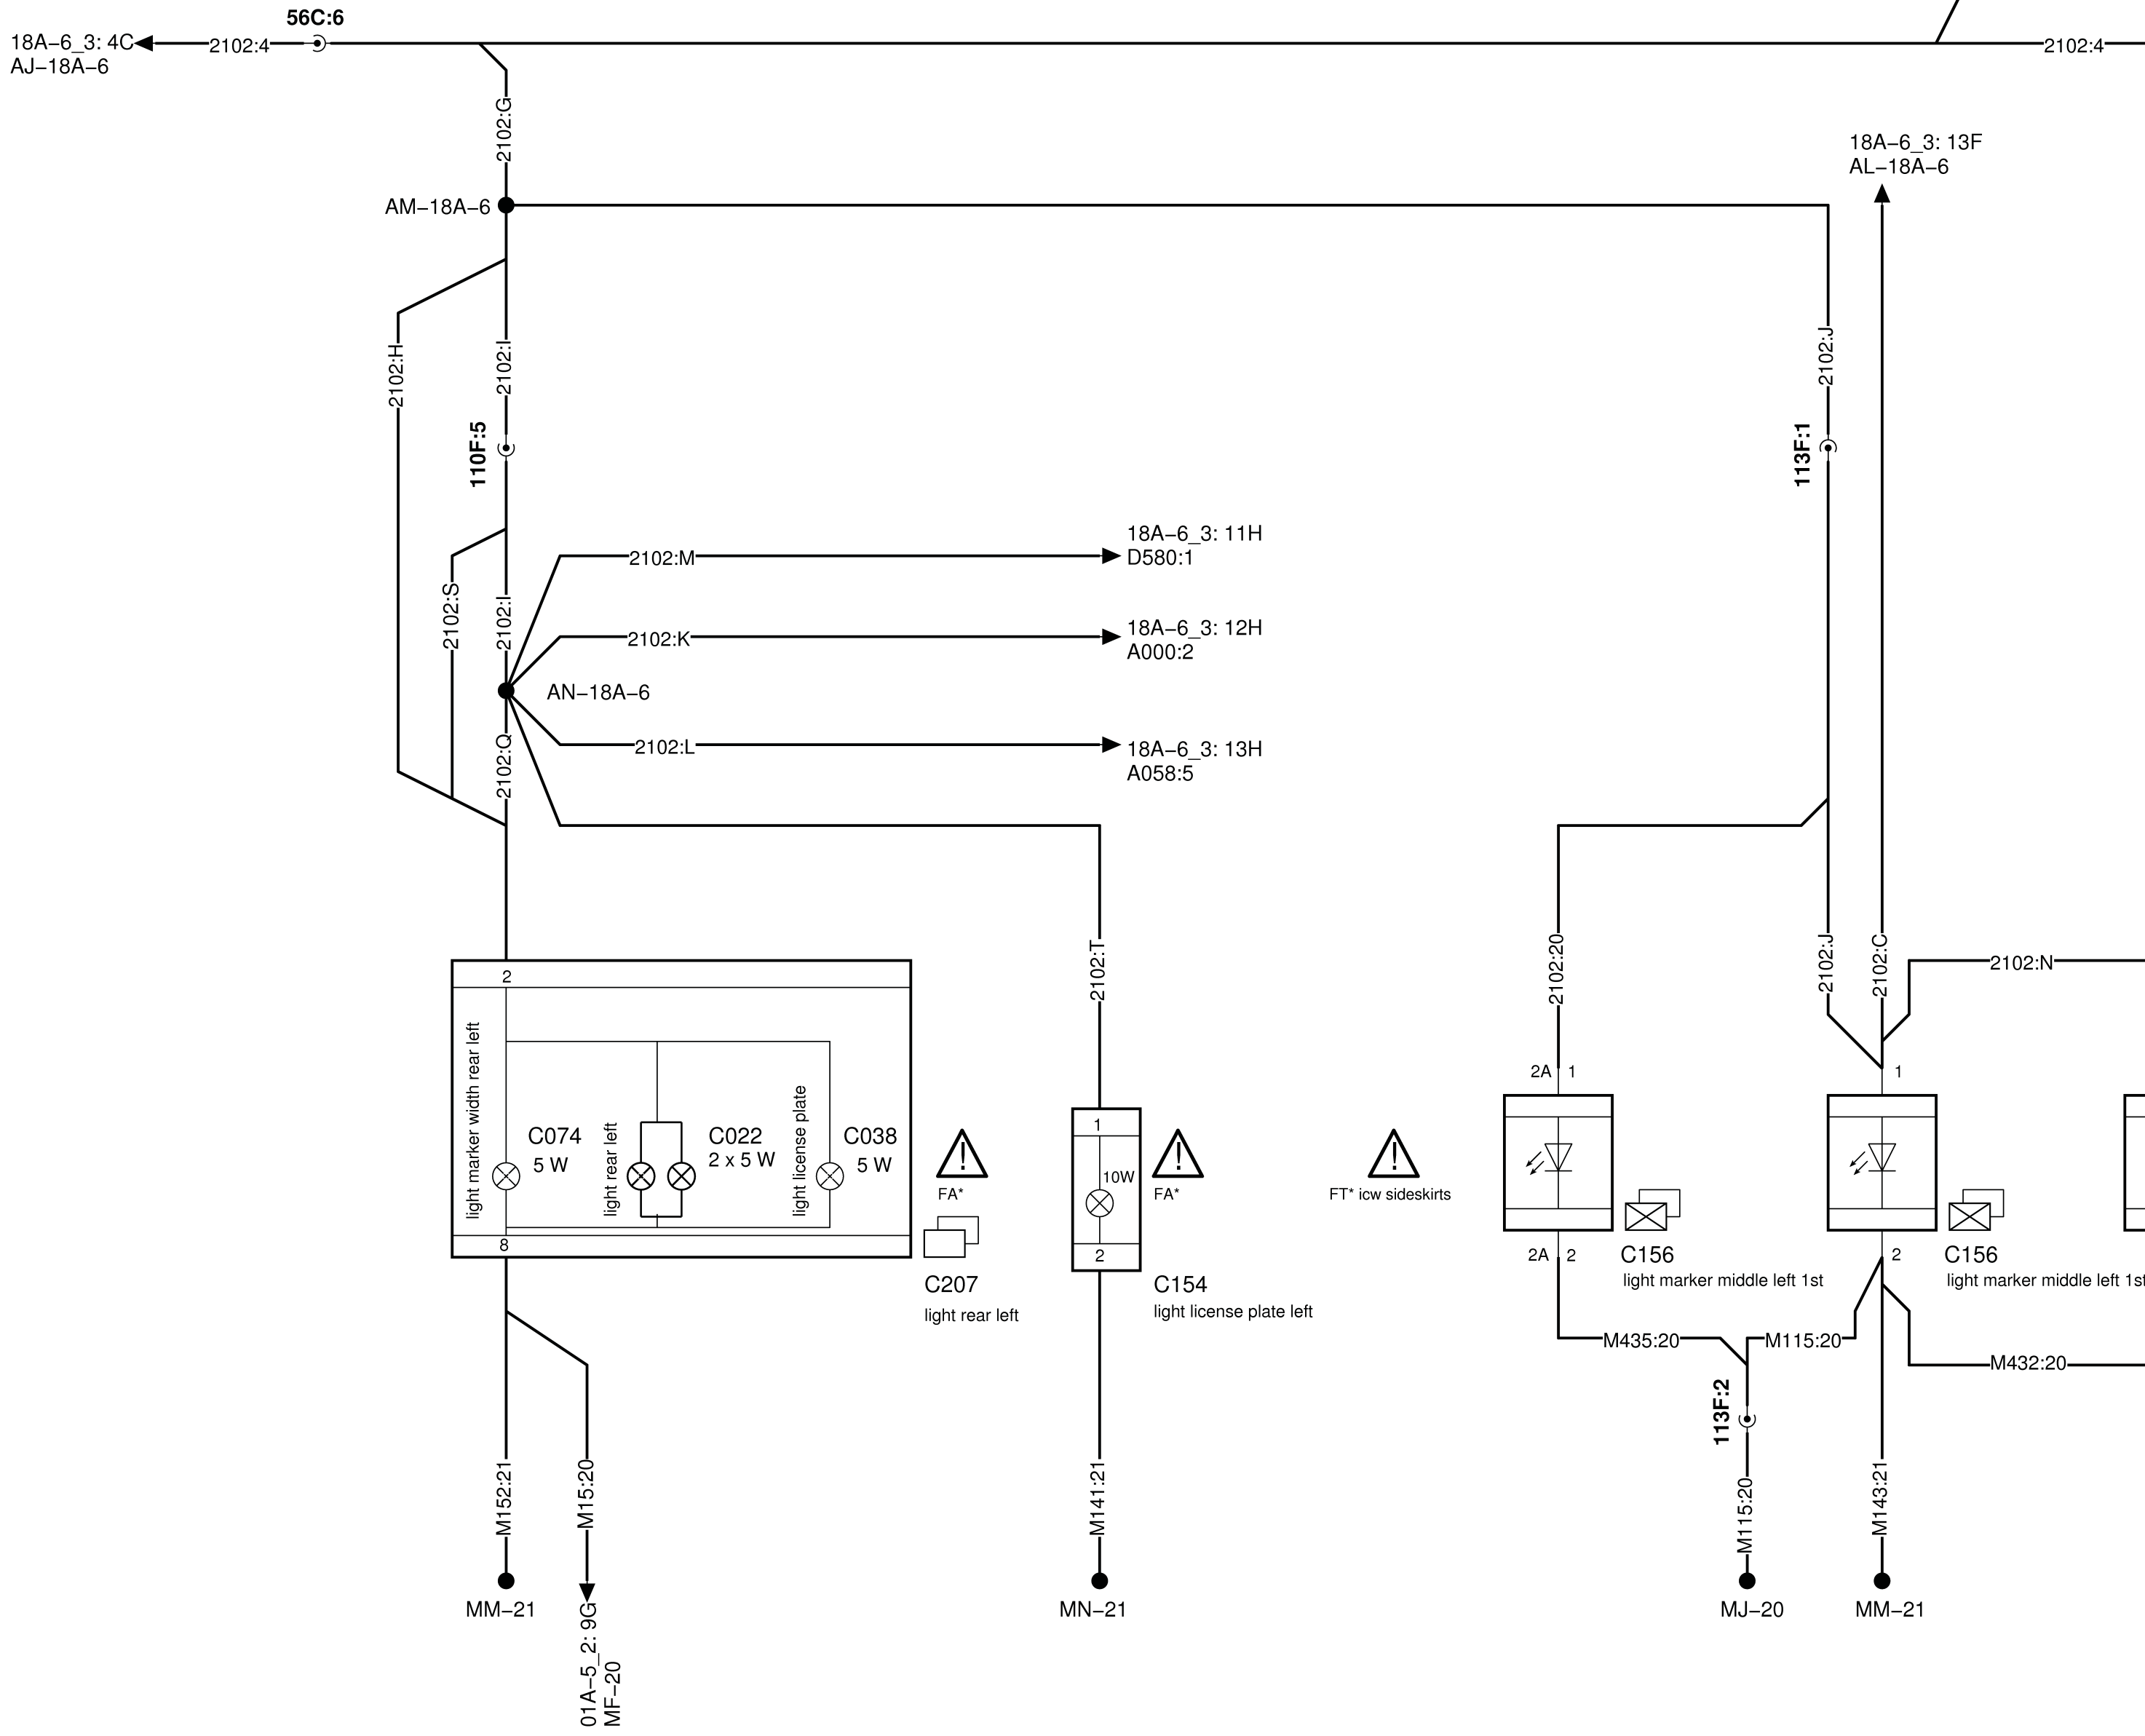 56C:6
18A–6_3: 4C
AJ–18A–6
2102:4
2102:4
2102:G
18A–6_3: 13F
AL–18A–6
AM–18A–6
2102:H
2102:I
2102:J
110F:5
113F:1
18A–6_3: 11H
D580:1
2102:M
2102:S
2102:I
18A–6_3: 12H
A000:2
2102:K
AN–18A–6
2102:Q
2102:L
18A–6_3: 13H
A058:5
2102:T
2102:20
2102:J
2102:C
2102:N
2
light marker width rear left
C074
5 W
light rear left
C022
2 x 5 W
light license plate
C038
5 W
8
!
FA*
C207
light rear left
1
10W
2
!
FA*
C154
light license plate left
!
FT* icw sideskirts
2A
1
2A
2
C156
light marker middle left 1st
1
2
C156
light marker middle left 1st
M435:20
M115:20
M432:20
113F:2
M152:21
M15:20
M141:21
M115:20
M143:21
MM–21
01A–5_2: 9G
MF–20
MN–21
MJ–20
MM–21